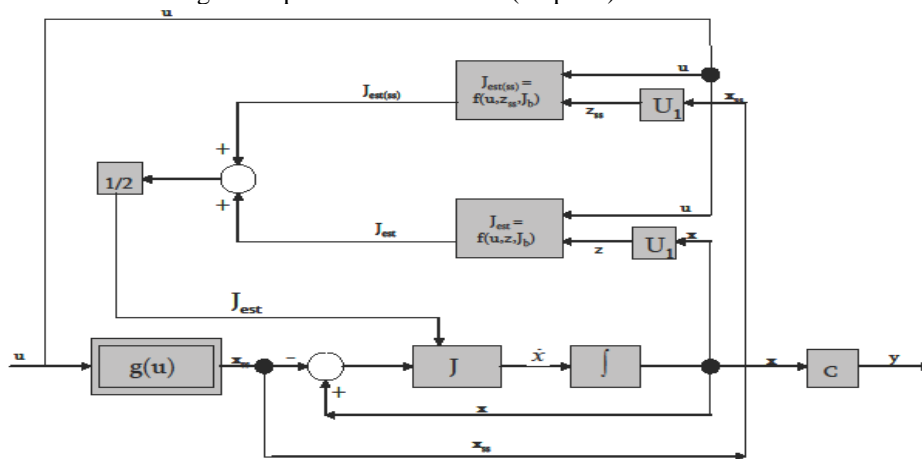 u
u
J_est(ss) =
f(u,z_ss,J_b)
J_est(ss)
z_ss
U_1
x_ss
+
1/2
+
J_est =
f(u,z,J_b)
u
J_est
z
U_1
x
J_est
u
g(u)
x_ss
-
+
J
ẋ
∫
x
C
y
x
x_ss